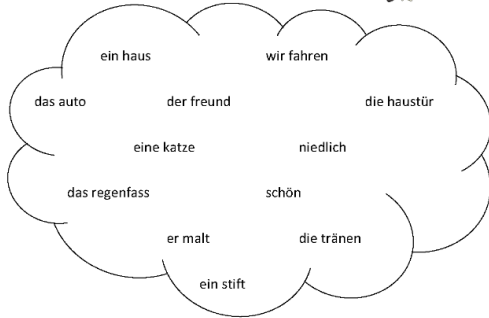 ein haus wir fahren
das auto der freund die haustür
eine katze niedlich
das regenfass schön
er malt die tränen
ein stift